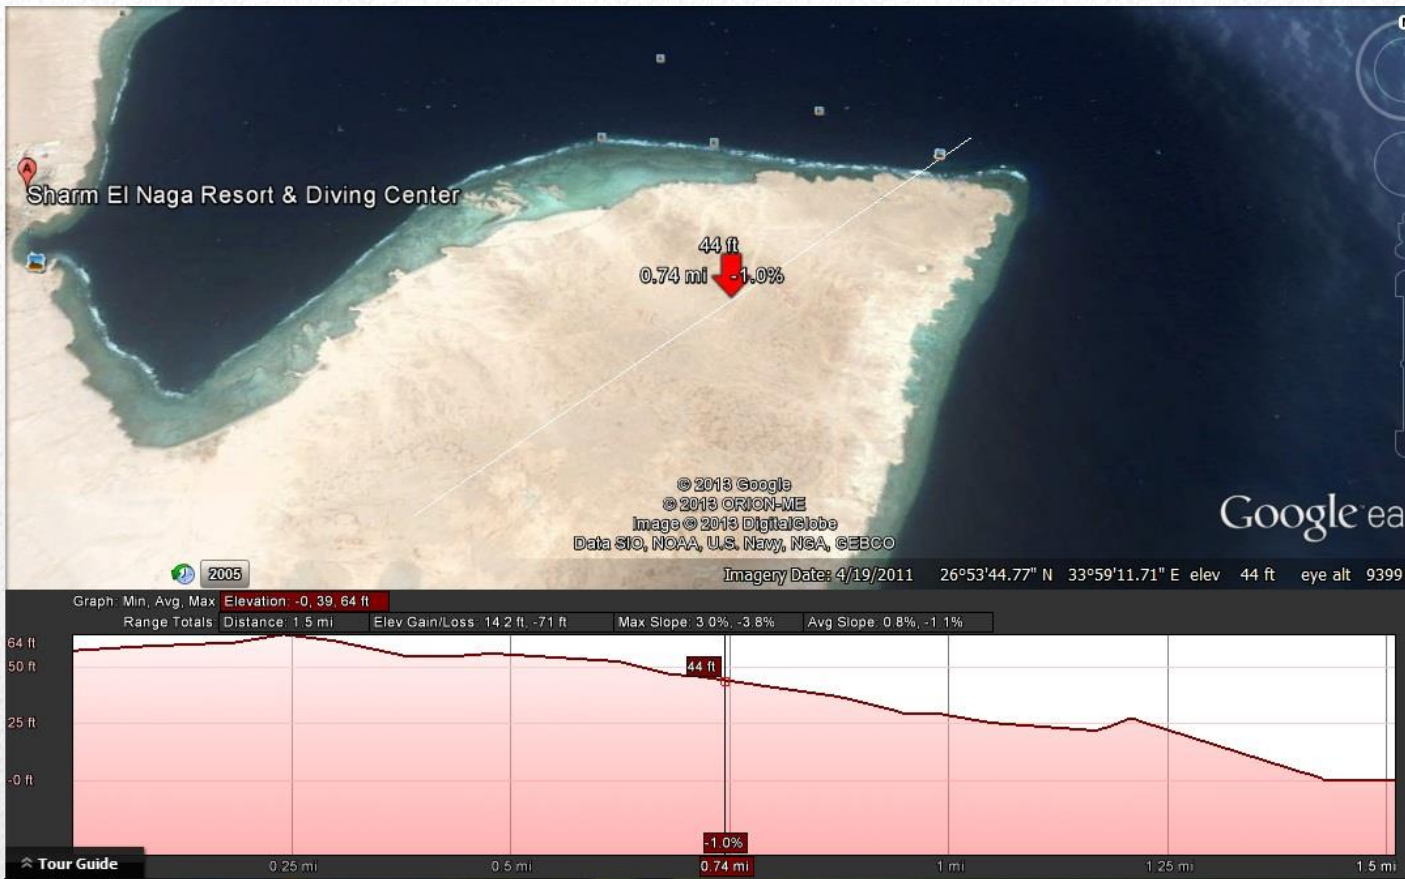 A
Sharm El Naga Resort & Diving Center
44 ft
0.74 mi -1.0%
© 2013 Google
© 2013 ORION-ME
Image © 2013 DigitalGlobe
Data SIO, NOAA, U.S. Navy, NGA, GEBCO
Google ea
2005
Imagery Date: 4/19/2011 26°53'44.77" N 33°59'11.71" E elev 44 ft eye alt 9399
Graph: Min, Avg, Max Elevation: -0, 39, 64 ft
Range Totals: Distance: 1.5 mi Elev Gain/Loss: 14.2 ft, -71 ft Max Slope: 3.0%, -3.8% Avg Slope: 0.8%, -1.1%
64 ft
50 ft
44 ft
25 ft
-0 ft
-1.0%
Tour Guide
0.25 mi 0.5 mi 0.74 mi 1 mi 1.25 mi 1.5 mi